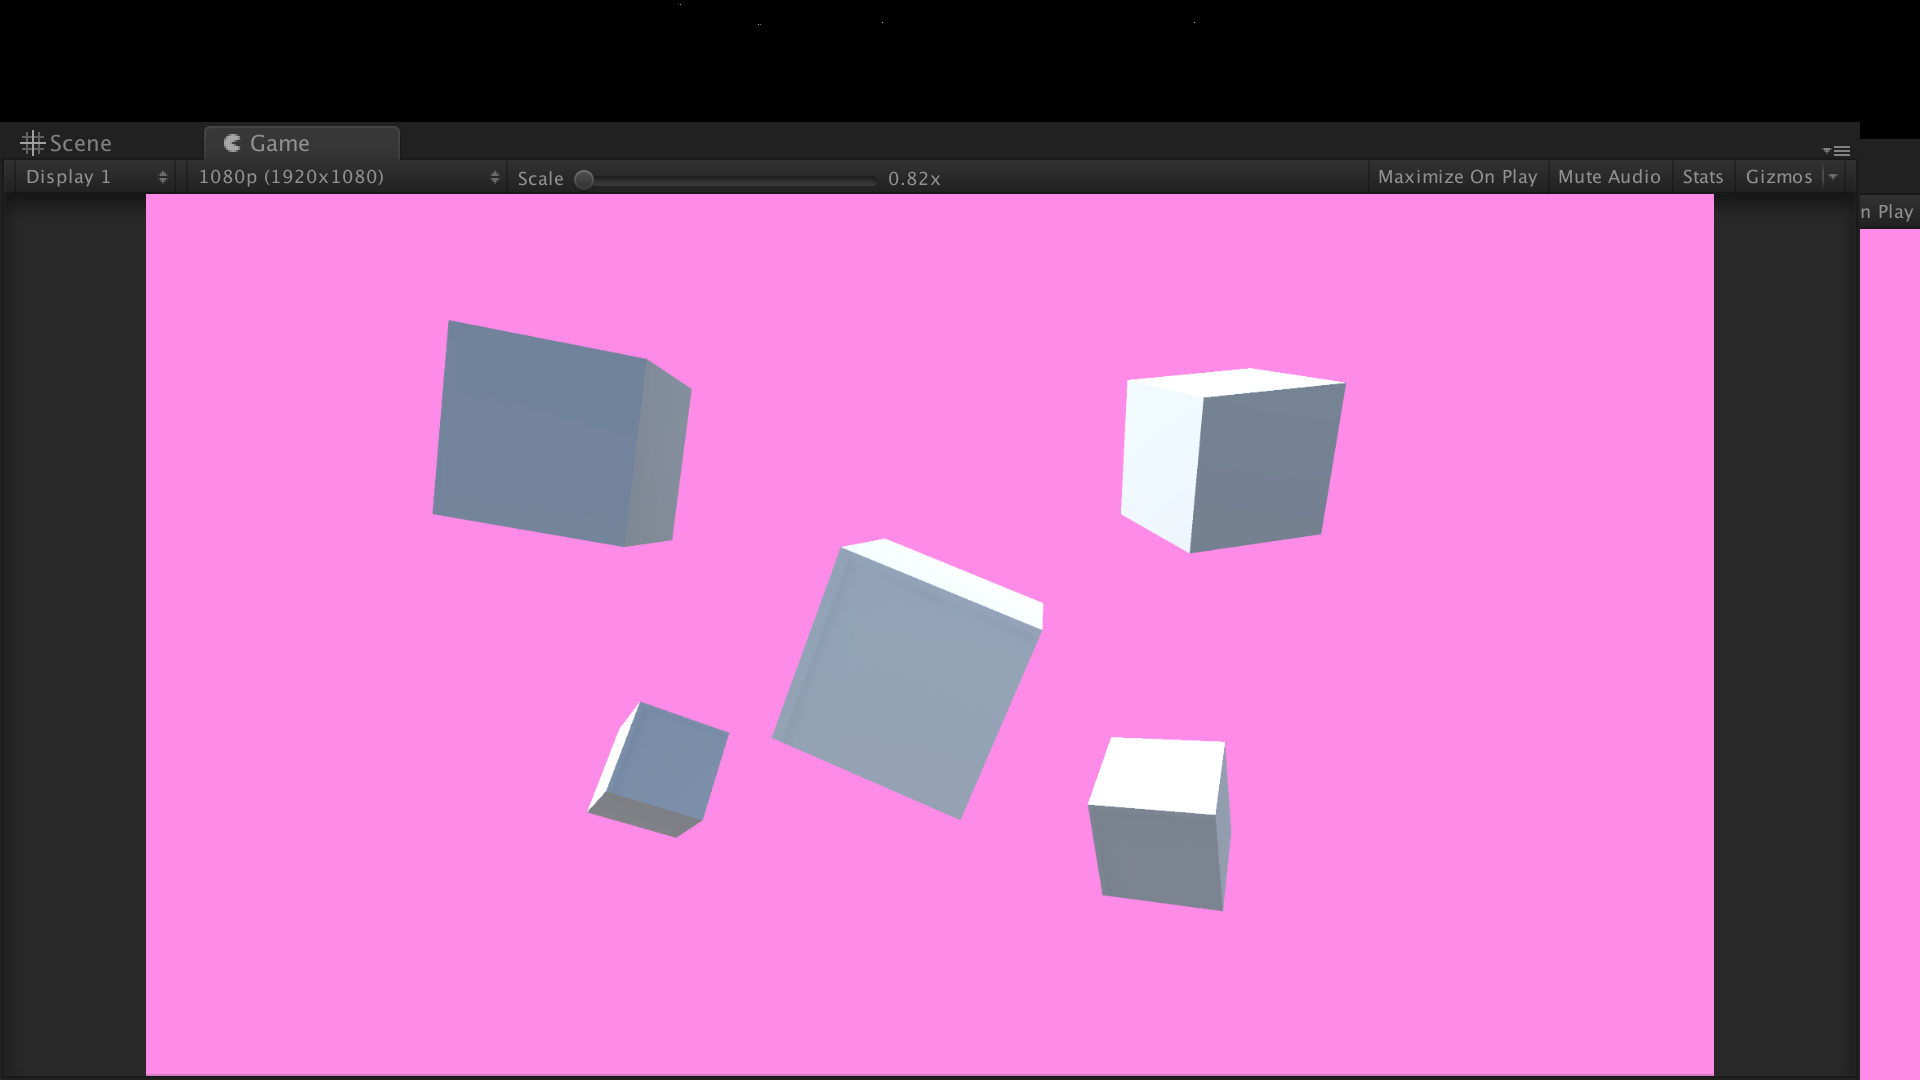 Scene Game
Display 1 1080p (1920x1080) Scale 0.82x Maximize On Play Mute Audio Stats Gizmos
n Play